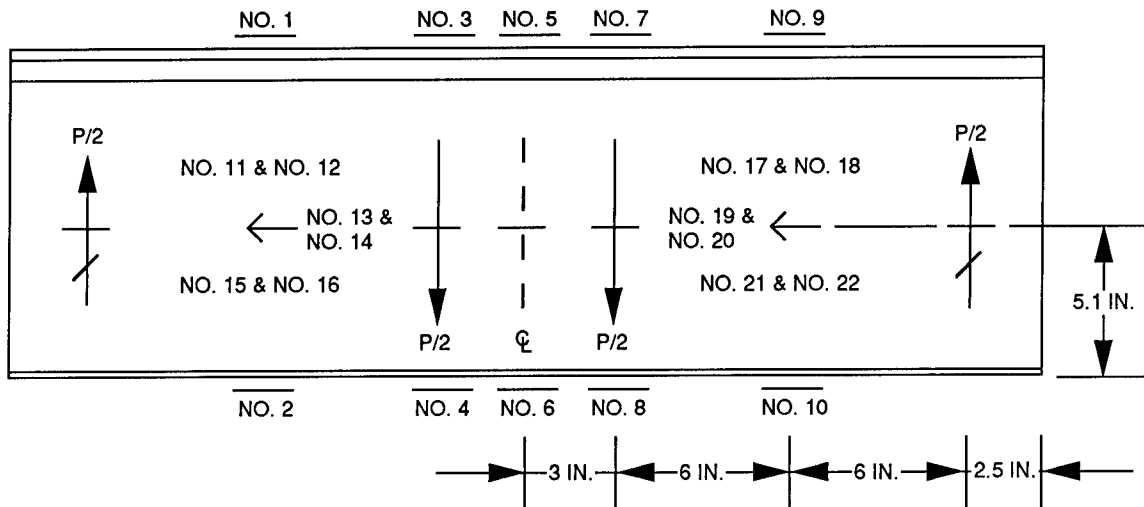 NO. 1 NO. 3 NO. 5 NO. 7 NO. 9
P/2 P/2
NO. 11 & NO. 12 NO. 17 & NO. 18
NO. 13 &
NO. 14
NO. 19 &
NO. 20
NO. 15 & NO. 16 NO. 21 & NO. 22
5.1 IN.
P/2 ℄ P/2
NO. 2 NO. 4 NO. 6 NO. 8 NO. 10
3 IN. 6 IN. 6 IN. 2.5 IN.